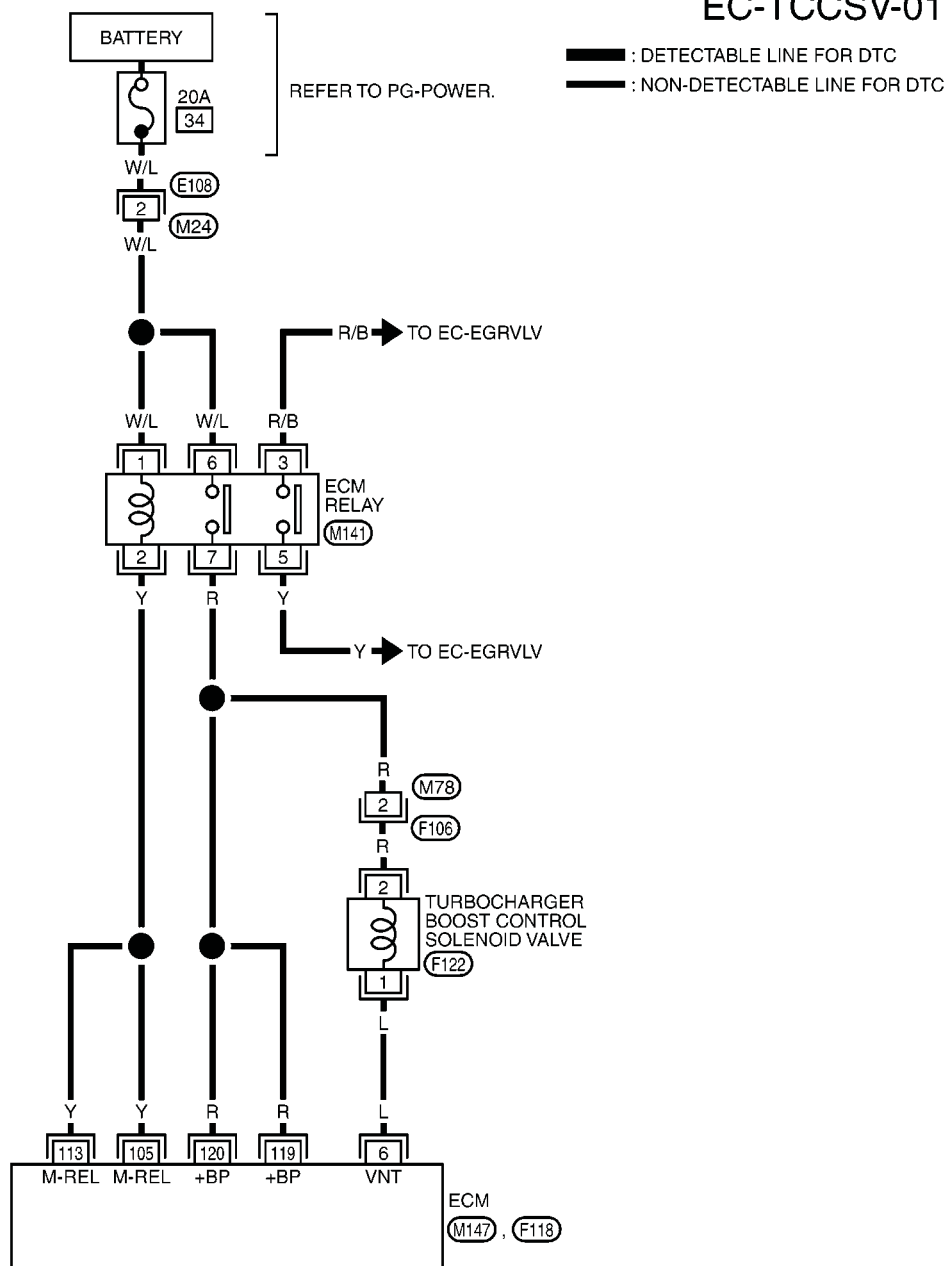 EC-TCCSV-01
BATTERY
: DETECTABLE LINE FOR DTC
: NON-DETECTABLE LINE FOR DTC
20A
34
REFER TO PG-POWER.
W/L
E108
2
M24
W/L
R/B
TO EC-EGRVLV
W/L W/L R/B
1 6 3
ECM
RELAY
M141
2 7 5
Y R Y
Y
TO EC-EGRVLV
R
M78
2
F106
R
2
TURBOCHARGER
BOOST CONTROL
SOLENOID VALVE
F122
1
L
Y Y R R L
113 105 120 119 6
M-REL M-REL +BP +BP VNT
ECM
M147 , F118